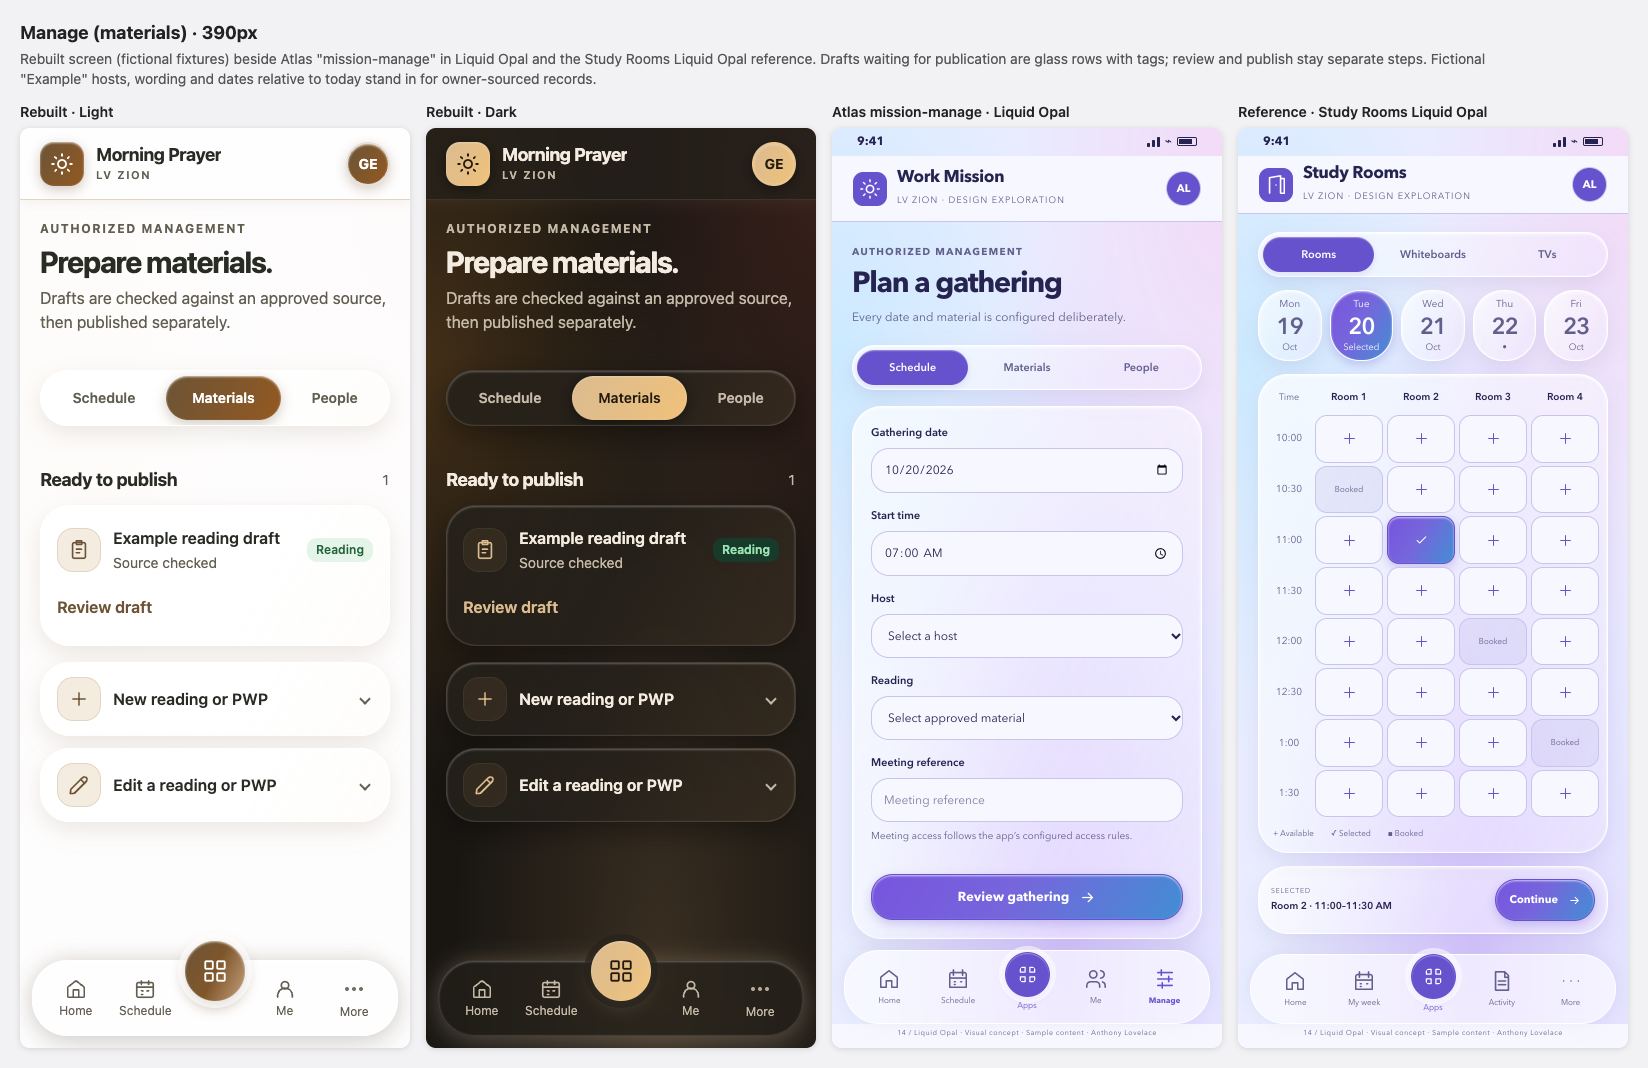 Manage (materials) · 390px
Rebuilt screen (fictional fixtures) beside Atlas "mission-manage" in Liquid Opal and the Study Rooms Liquid Opal reference. Drafts waiting for publication are glass rows with tags; review and publish stay separate steps. Fictional
"Example" hosts, wording and dates relative to today stand in for owner-sourced records.
Rebuilt · Light
Morning Prayer
LV ZION
GE
AUTHORIZED MANAGEMENT
Prepare materials.
Drafts are checked against an approved source,
then published separately.
Schedule
Materials
People
Ready to publish
1
Example reading draft
Source checked
Reading
Review draft
New reading or PWP
Edit a reading or PWP
Home
Schedule
Me
More
Rebuilt · Dark
Morning Prayer
LV ZION
GE
AUTHORIZED MANAGEMENT
Prepare materials.
Drafts are checked against an approved source,
then published separately.
Schedule
Materials
People
Ready to publish
1
Example reading draft
Source checked
Reading
Review draft
New reading or PWP
Edit a reading or PWP
Home
Schedule
Me
More
Atlas mission-manage · Liquid Opal
9:41
Work Mission
LV ZION · DESIGN EXPLORATION
AL
AUTHORIZED MANAGEMENT
Plan a gathering
Every date and material is configured deliberately.
Schedule
Materials
People
Gathering date
10/20/2026
Start time
07:00 AM
Host
Select a host
Reading
Select approved material
Meeting reference
Meeting reference
Meeting access follows the app's configured access rules.
Review gathering →
Home
Schedule
Apps
Me
Manage
14 / Liquid Opal · Visual concept · Sample content · Anthony Lovelace
Reference · Study Rooms Liquid Opal
9:41
Study Rooms
LV ZION · DESIGN EXPLORATION
AL
Rooms
Whiteboards
TVs
Mon
19
Oct
Tue
20
Selected
Wed
21
Oct
Thu
22
•
Fri
23
Oct
Time
Room 1
Room 2
Room 3
Room 4
10:00 + + + +
10:30 Booked + + +
11:00 + ✓ + +
11:30 + + + +
12:00 + + Booked +
12:30 + + + +
1:00 + + + Booked
1:30 + + + +
+ Available
✓ Selected
■ Booked
SELECTED
Room 2 · 11:00–11:30 AM
Continue →
Home
My week
Apps
Activity
More
14 / Liquid Opal · Visual concept · Sample content · Anthony Lovelace